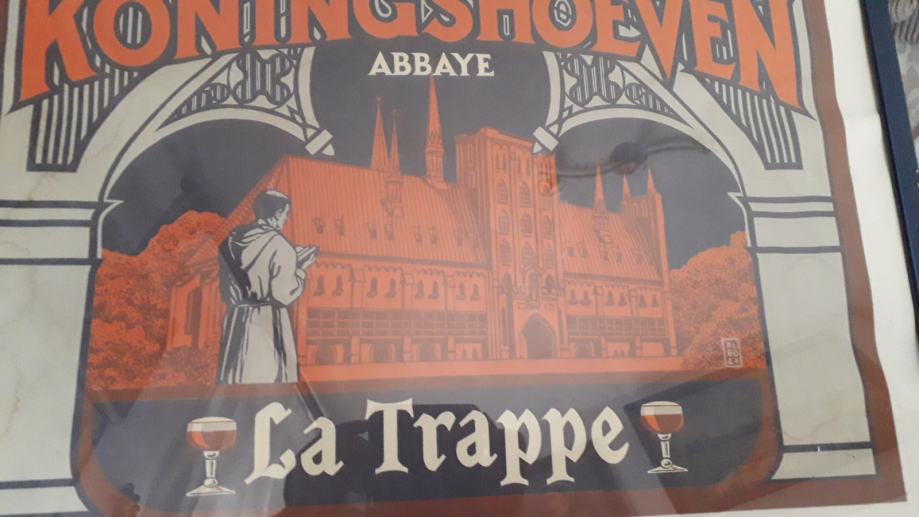 KONINGSHOEVEN
ABBAYE
La Trappe